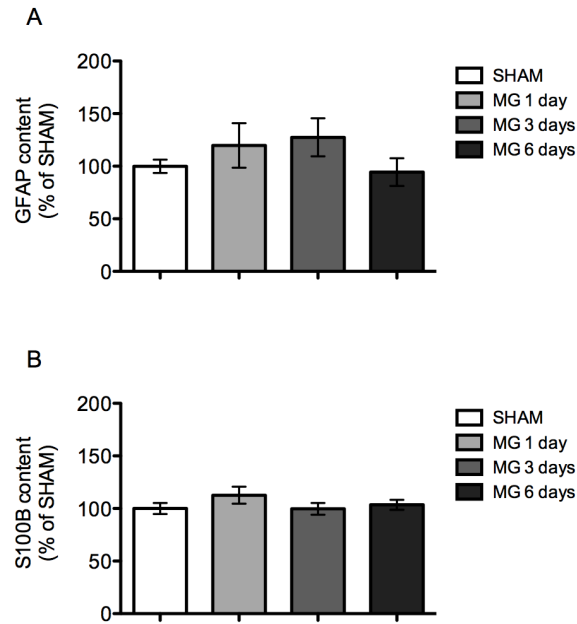 A
200
150
100
50
0
GFAP content
(% of SHAM)
SHAM
MG 1 day
MG 3 days
MG 6 days
B
200
150
100
50
0
S100B content
(% of SHAM)
SHAM
MG 1 day
MG 3 days
MG 6 days